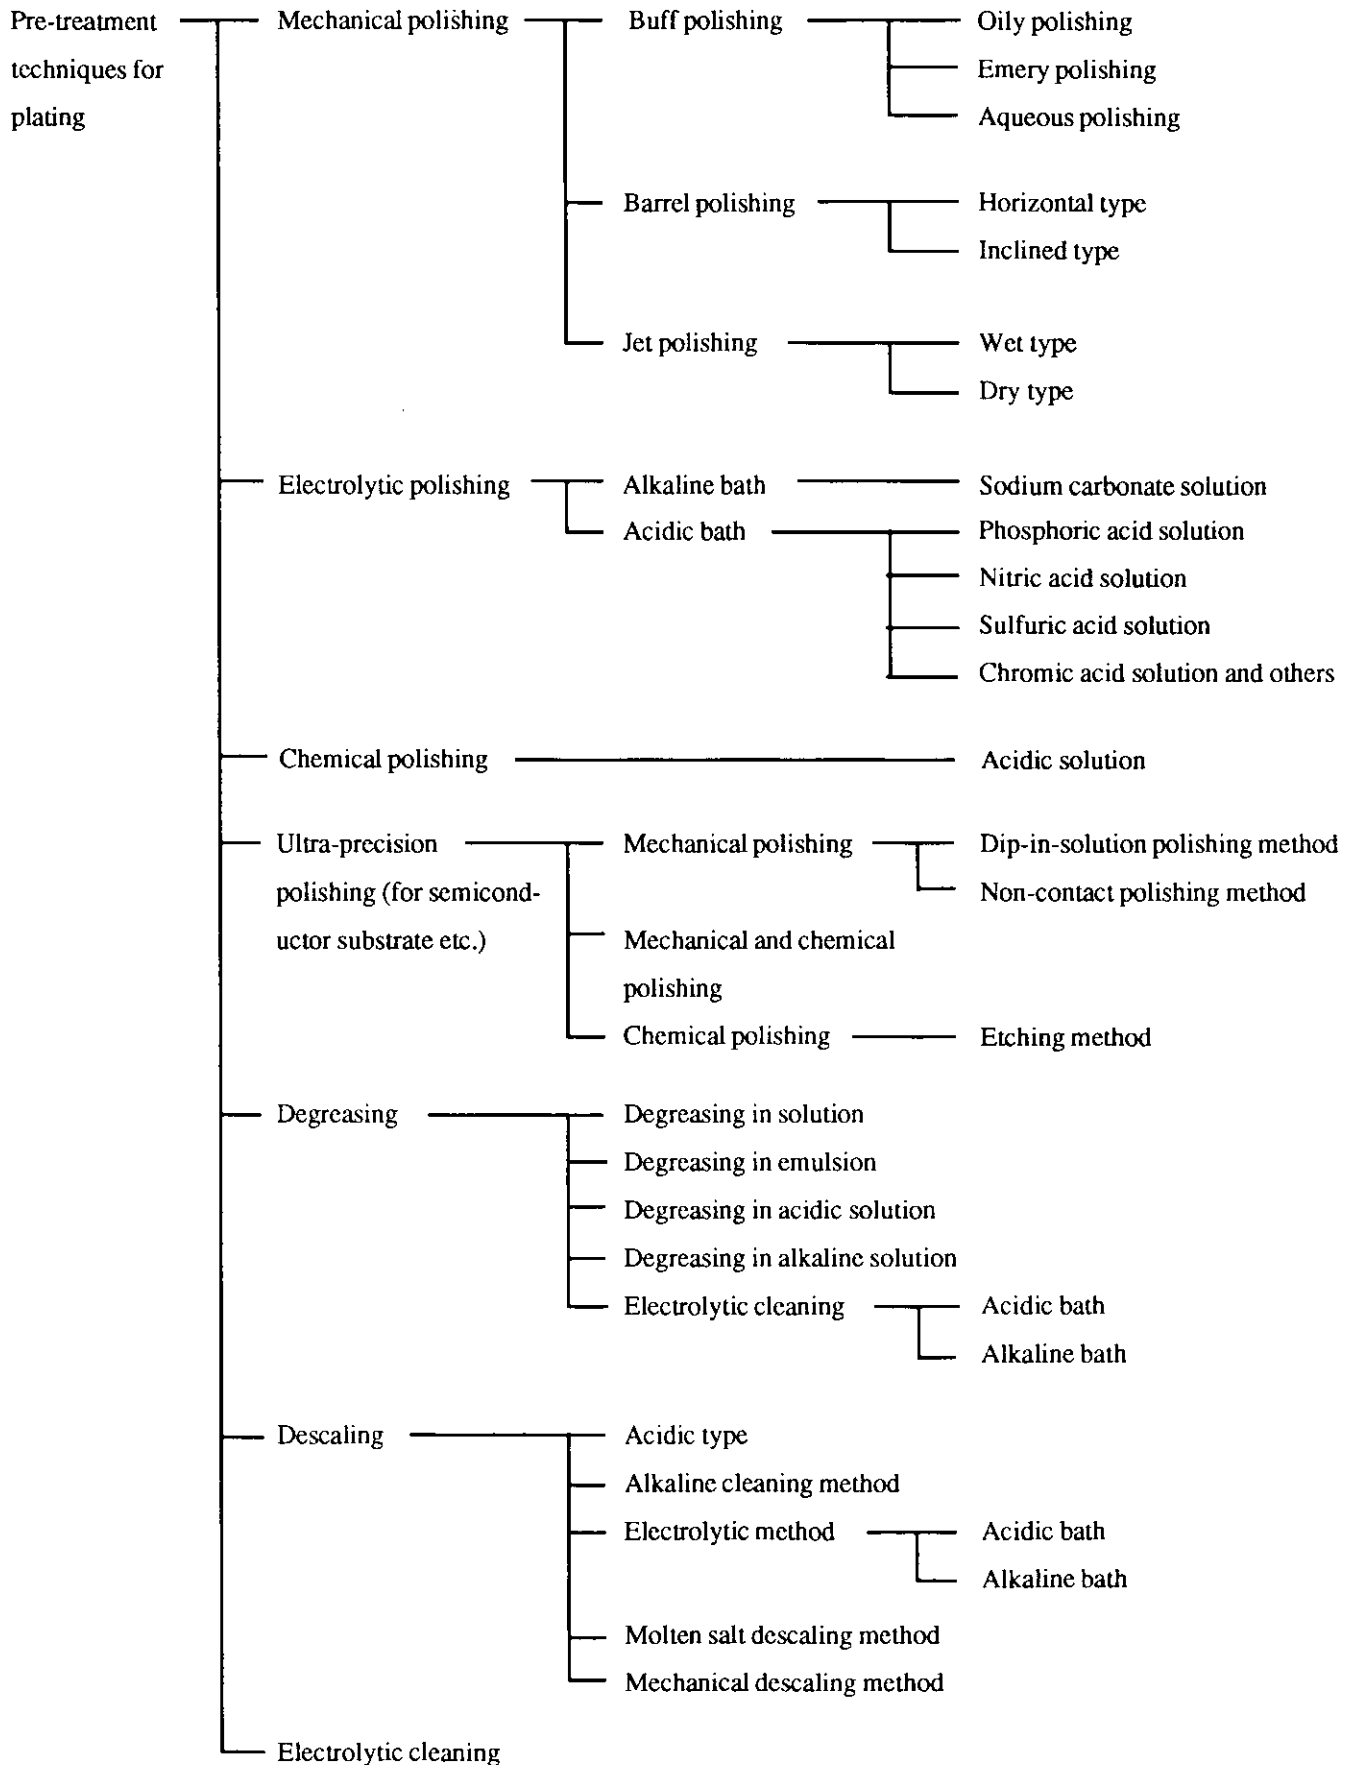 Pre-treatment
techniques for
plating
Mechanical polishing
Buff polishing
Oily polishing
Emery polishing
Aqueous polishing
Barrel polishing
Horizontal type
Inclined type
Jet polishing
Wet type
Dry type
Electrolytic polishing
Alkaline bath
Sodium carbonate solution
Acidic bath
Phosphoric acid solution
Nitric acid solution
Sulfuric acid solution
Chromic acid solution and others
Chemical polishing
Acidic solution
Ultra-precision
polishing (for semicond-
uctor substrate etc.)
Mechanical polishing
Dip-in-solution polishing method
Non-contact polishing method
Mechanical and chemical
polishing
Chemical polishing
Etching method
Degreasing
Degreasing in solution
Degreasing in emulsion
Degreasing in acidic solution
Degreasing in alkaline solution
Electrolytic cleaning
Acidic bath
Alkaline bath
Descaling
Acidic type
Alkaline cleaning method
Electrolytic method
Acidic bath
Alkaline bath
Molten salt descaling method
Mechanical descaling method
Electrolytic cleaning